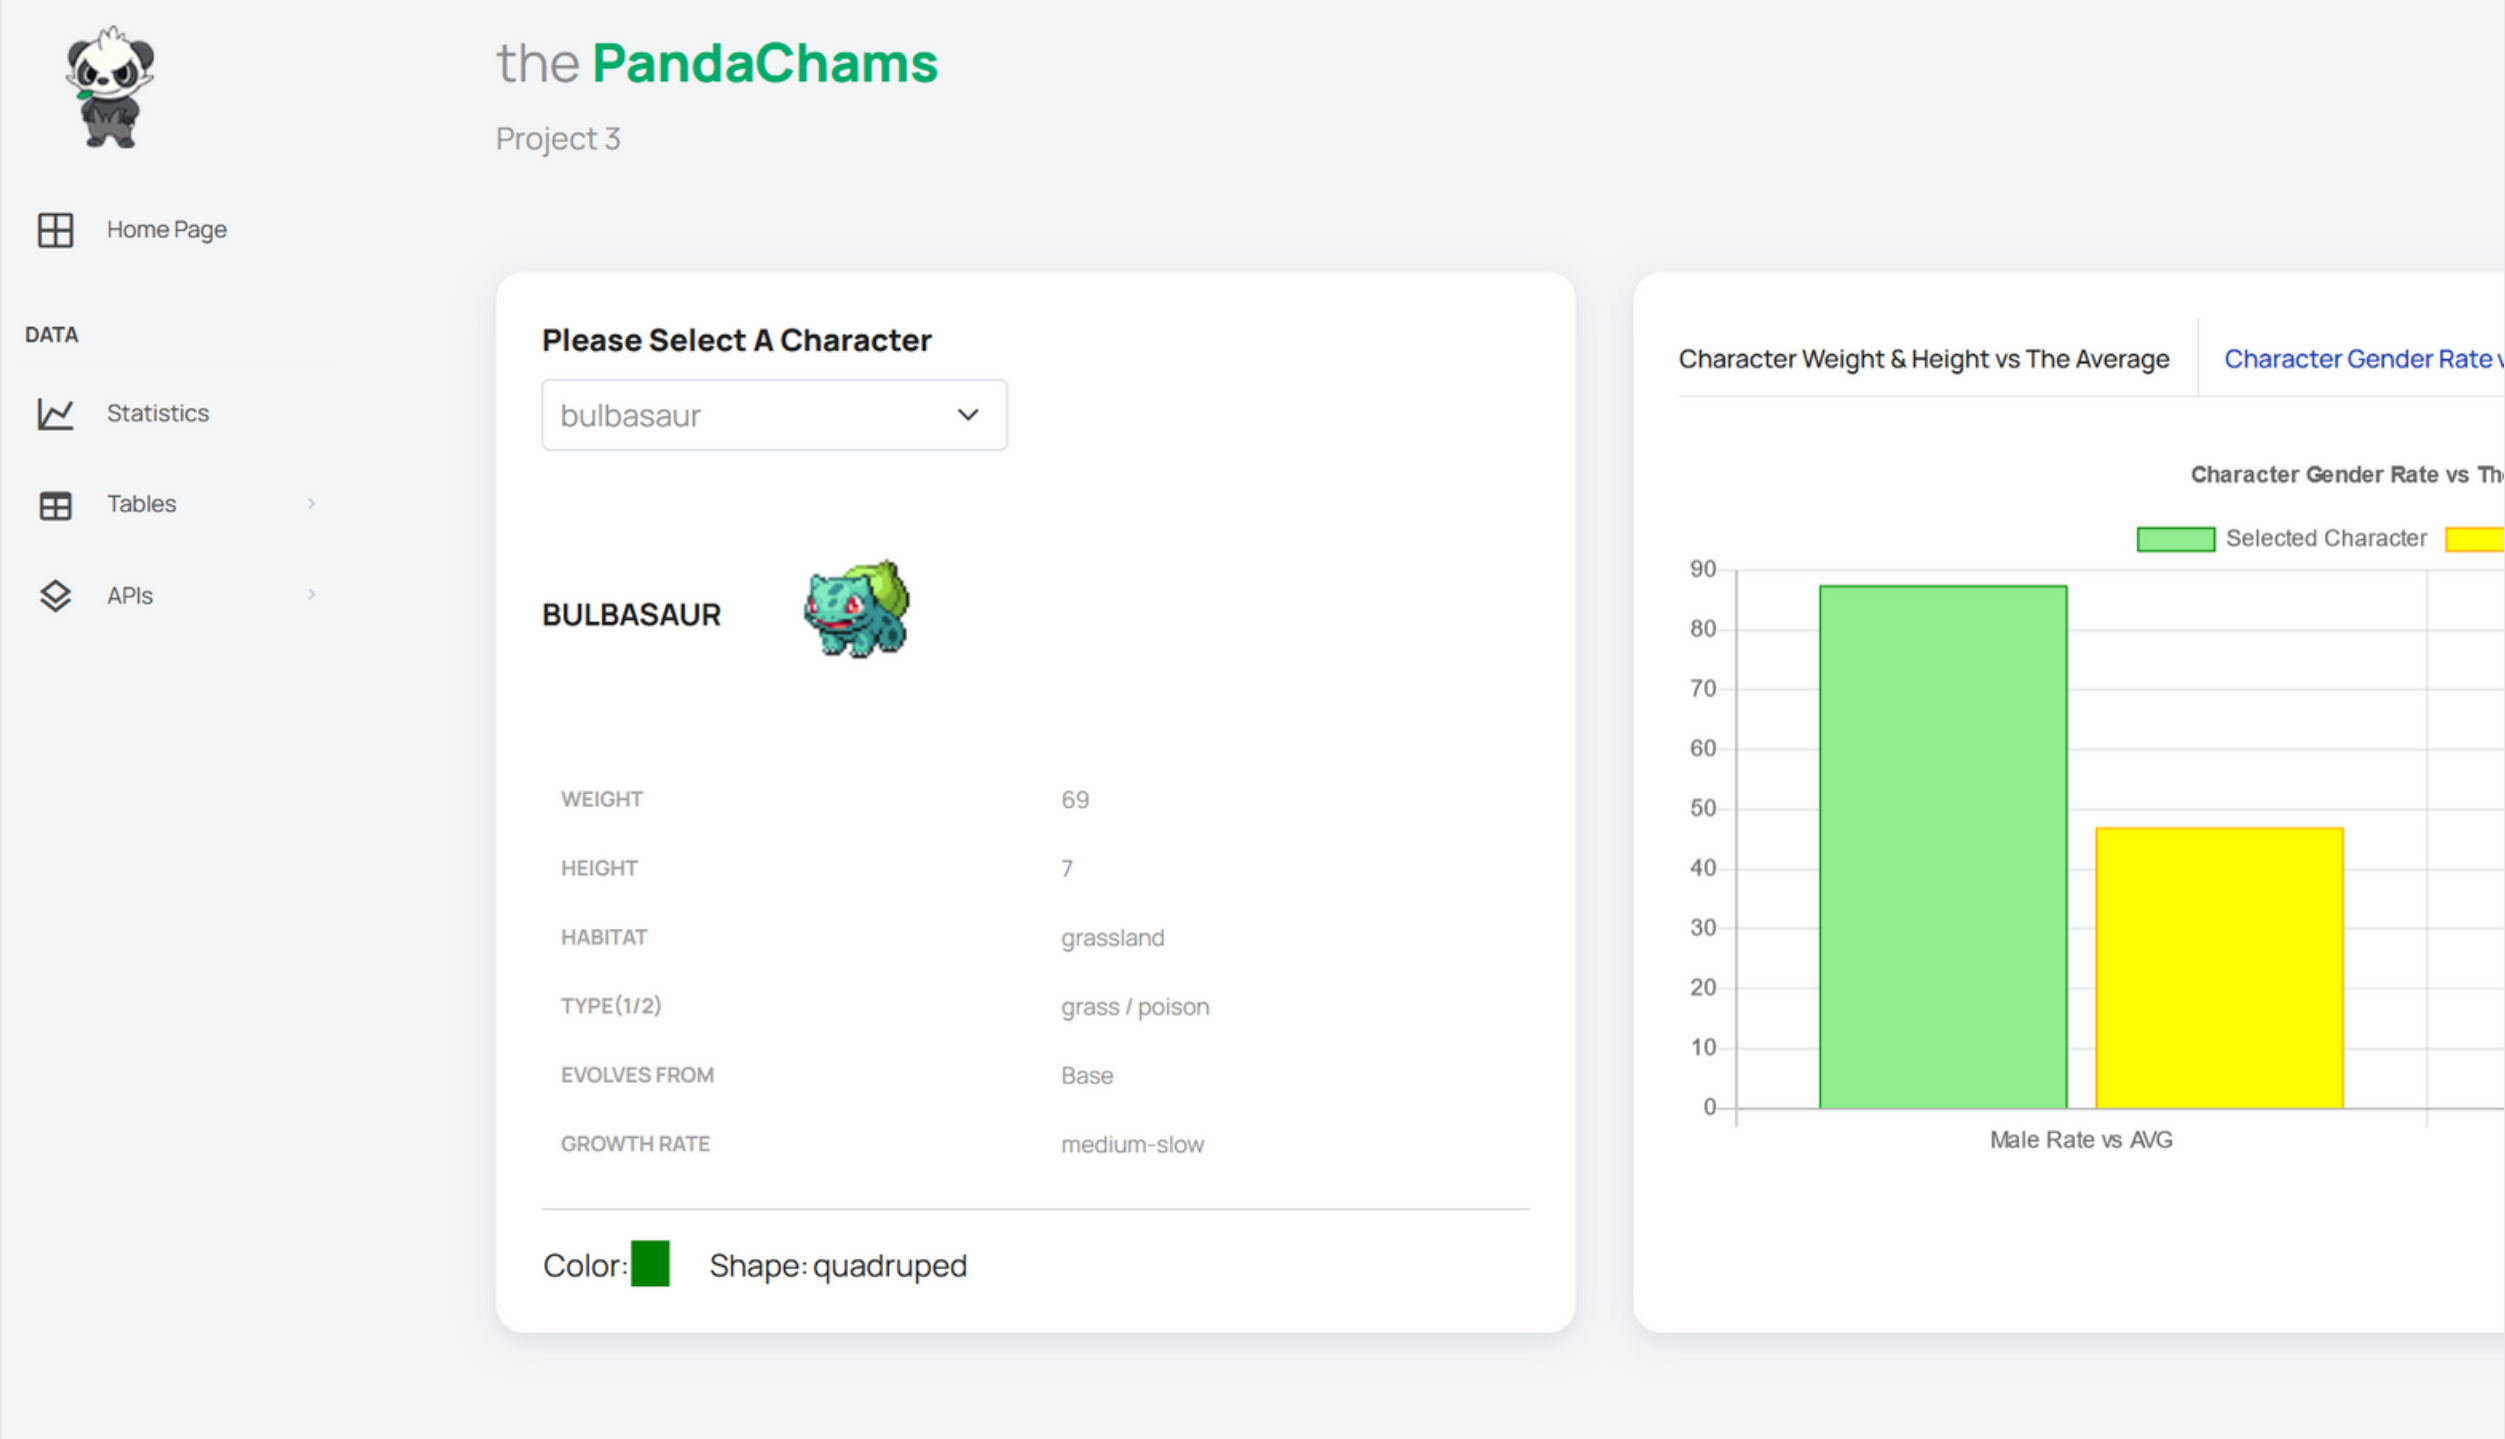 the PandaChams
Project 3
Home Page
DATA
Statistics
Tables
APIs
Please Select A Character
bulbasaur
BULBASAUR
WEIGHT 69
HEIGHT 7
HABITAT grassland
TYPE(1/2) grass / poison
EVOLVES FROM Base
GROWTH RATE medium-slow
Color: Shape: quadruped
Character Weight & Height vs The Average
Character Gender Rate
Character Gender Rate vs
Selected Character
90
80
70
60
50
40
30
20
10
0
Male Rate vs AVG